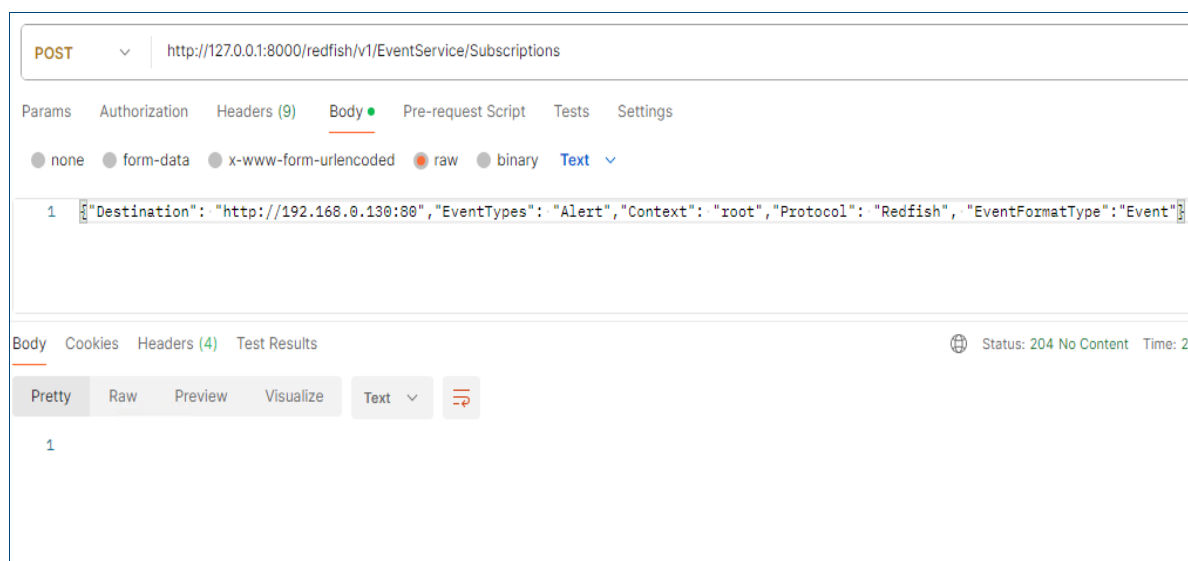 POST http://127.0.0.1:8000/redfish/v1/EventService/Subscriptions
Params Authorization Headers (9) Body Pre-request Script Tests Settings
none form-data x-www-form-urlencoded raw binary Text
1 {"Destination": "http://192.168.0.130:80","EventTypes": "Alert","Context": "root","Protocol": "Redfish", "EventFormatType":"Event"}
Body Cookies Headers (4) Test Results Status: 204 No Content Time: 2
Pretty Raw Preview Visualize Text
1